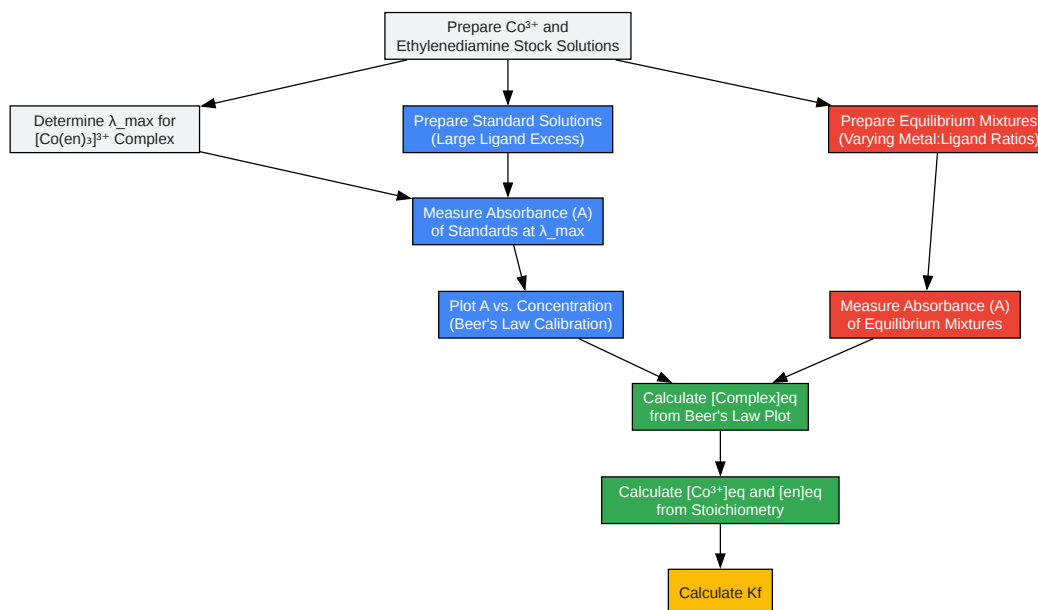 Prepare Co³⁺ and
Ethylenediamine Stock Solutions
Determine λ_max for
[Co(en)₃]³⁺ Complex
Prepare Standard Solutions
(Large Ligand Excess)
Prepare Equilibrium Mixtures
(Varying Metal:Ligand Ratios)
Measure Absorbance (A)
of Standards at λ_max
Plot A vs. Concentration
(Beer's Law Calibration)
Measure Absorbance (A)
of Equilibrium Mixtures
Calculate [Complex]eq
from Beer's Law Plot
Calculate [Co³⁺]eq and [en]eq
from Stoichiometry
Calculate Kf